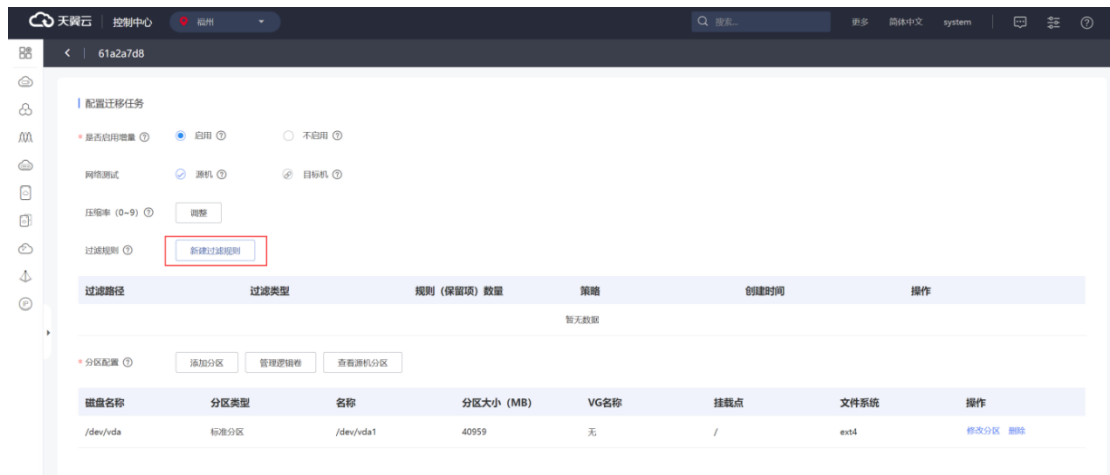 天翼云 控制中心 福州 搜索... 更多 简体中文 system
61a2a7d8
配置迁移任务
* 是否启用增量 启用 不启用
网络测试 源机 目标机
压缩率（0~9） 调整
过滤规则 新建过滤规则
过滤路径 过滤类型 规则（保留项）数量 策略 创建时间 操作
暂无数据
* 分区配置 添加分区 管理逻辑卷 查看源机分区
磁盘名称 分区类型 名称 分区大小（MB） VG名称 挂载点 文件系统 操作
/dev/vda 标准分区 /dev/vda1 40959 无 / ext4 修改分区 删除